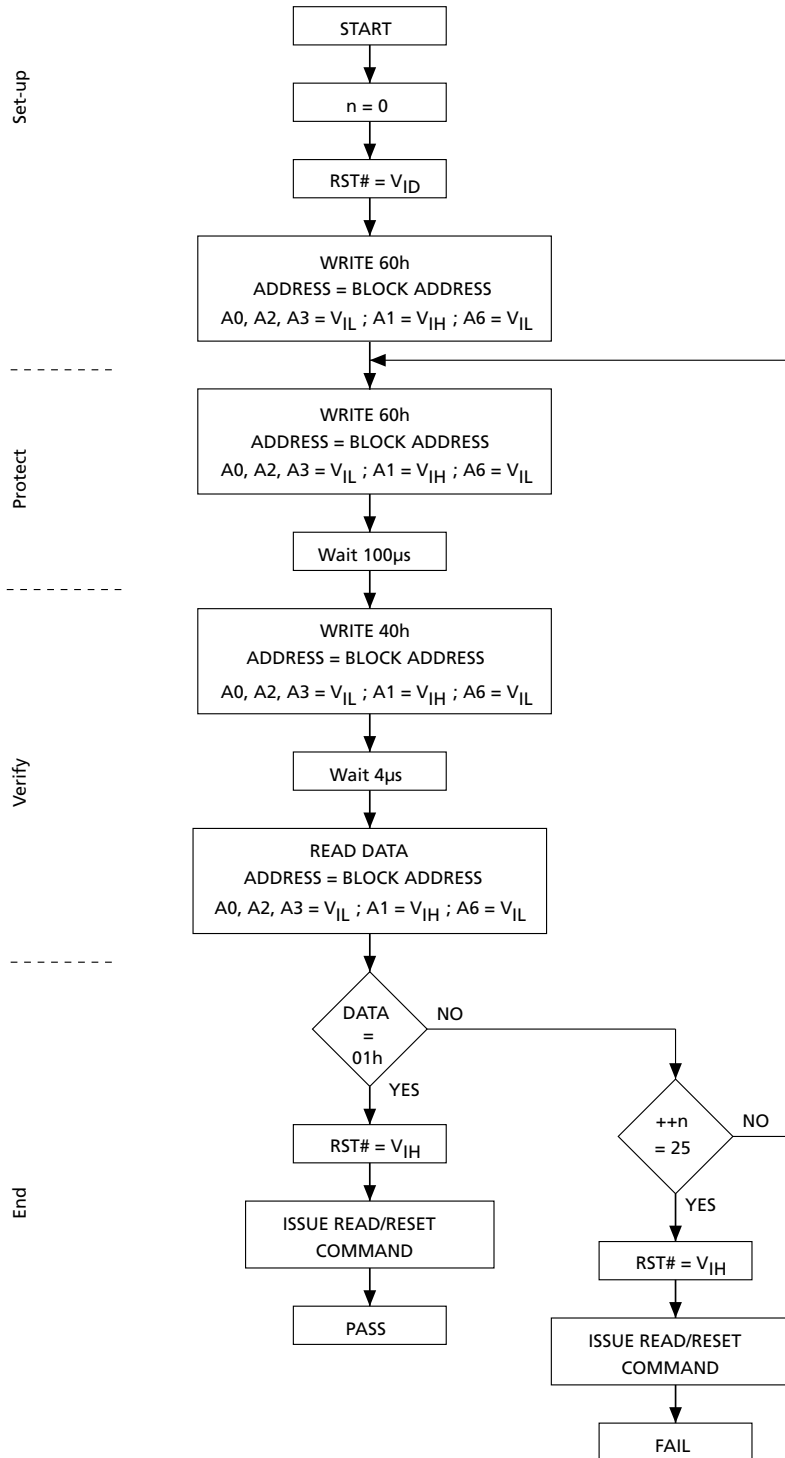 Set-up
START
n = 0
RST# = VID
WRITE 60h
ADDRESS = BLOCK ADDRESS
A0, A2, A3 = VIL ; A1 = VIH ; A6 = VIL
Protect
WRITE 60h
ADDRESS = BLOCK ADDRESS
A0, A2, A3 = VIL ; A1 = VIH ; A6 = VIL
Wait 100µs
Verify
WRITE 40h
ADDRESS = BLOCK ADDRESS
A0, A2, A3 = VIL ; A1 = VIH ; A6 = VIL
Wait 4µs
READ DATA
ADDRESS = BLOCK ADDRESS
A0, A2, A3 = VIL ; A1 = VIH ; A6 = VIL
End
DATA
=
01h
NO
YES
RST# = VIH
ISSUE READ/RESET
COMMAND
PASS
++n
= 25
NO
YES
RST# = VIH
ISSUE READ/RESET
COMMAND
FAIL